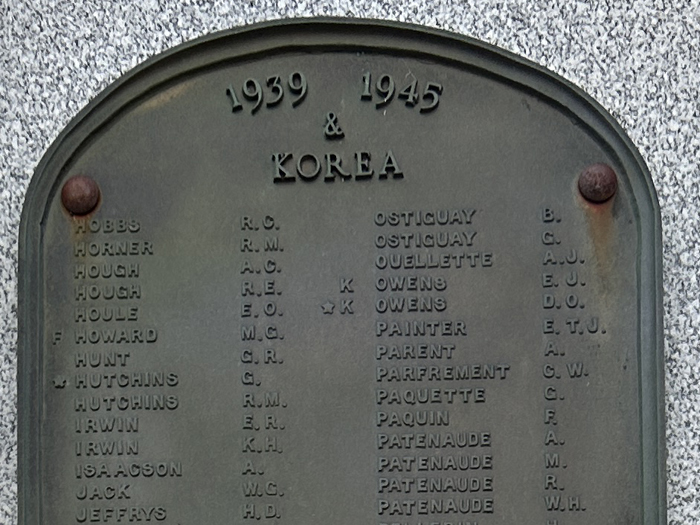 1939 1945
&
KOREA
HOBBS R.C.
HORNER R.M.
HOUGH A.C.
HOUGH R.E.
HOULE E.O.
F HOWARD M.G.
HUNT G.R.
★ HUTCHINS G.
HUTCHINS R.M.
IRWIN E.R.
IRWIN K.H.
ISAACSON A.
JACK W.G.
JEFFRYS H.D.
OSTIGUAY B.
OSTIGUAY G.
OUELLETTE A.J.
K OWENS E.J.
★ K OWENS D.O.
PAINTER E.T.J.
PARENT A.
PARFREMENT C.W.
PAQUETTE G.
PAQUIN F.
PATENAUDE A.
PATENAUDE M.
PATENAUDE R.
PATENAUDE W.H.